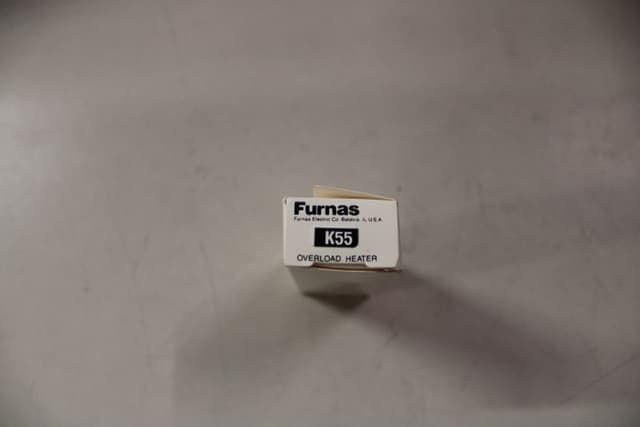 Furnas
Furnas Electric Co. Batavia, IL U.S.A.
K55
OVERLOAD HEATER